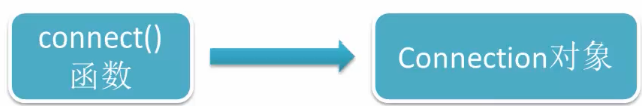 connect()
函数
Connection对象